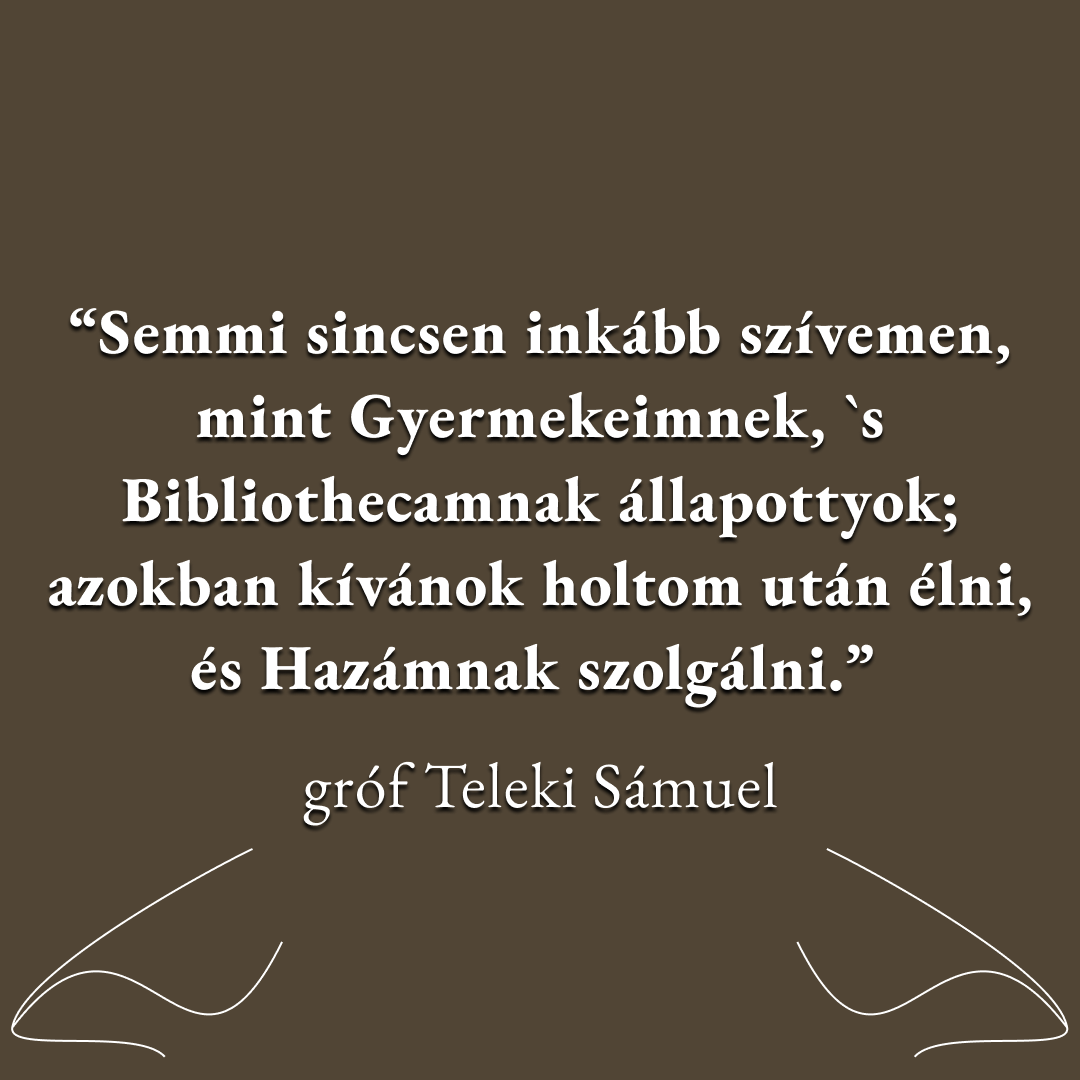 “Semmi sincsen inkább szívemen,
mint Gyermekeimnek, `s
Bibliothecamnak állapottyok;
azokban kívánok holtom után élni,
és Hazámnak szolgálni.”
gróf Teleki Sámuel